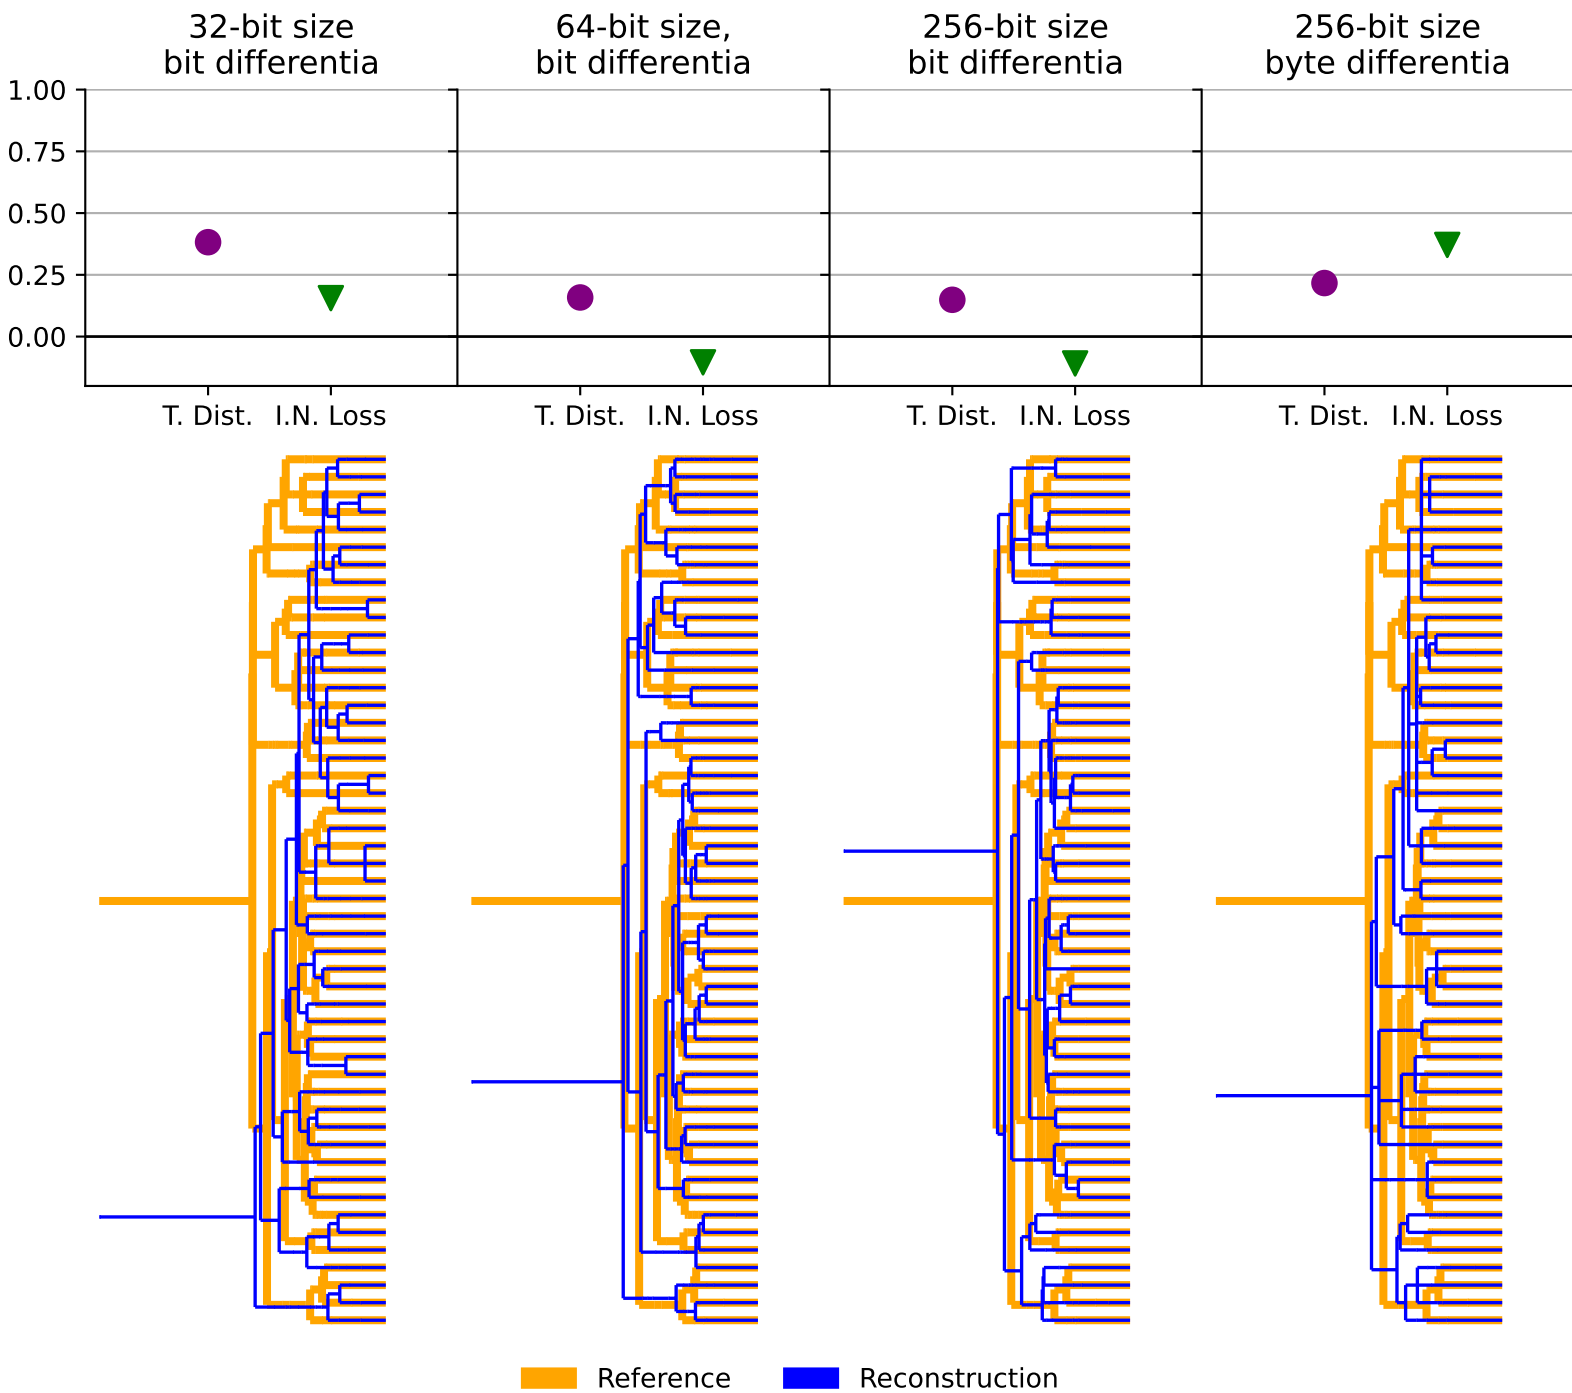 32-bit size
bit differentia
64-bit size,
bit differentia
256-bit size
bit differentia
256-bit size
byte differentia
1.00
0.75
0.50
0.25
0.00
T. Dist. I.N. Loss
T. Dist. I.N. Loss
T. Dist. I.N. Loss
T. Dist. I.N. Loss
Reference
Reconstruction